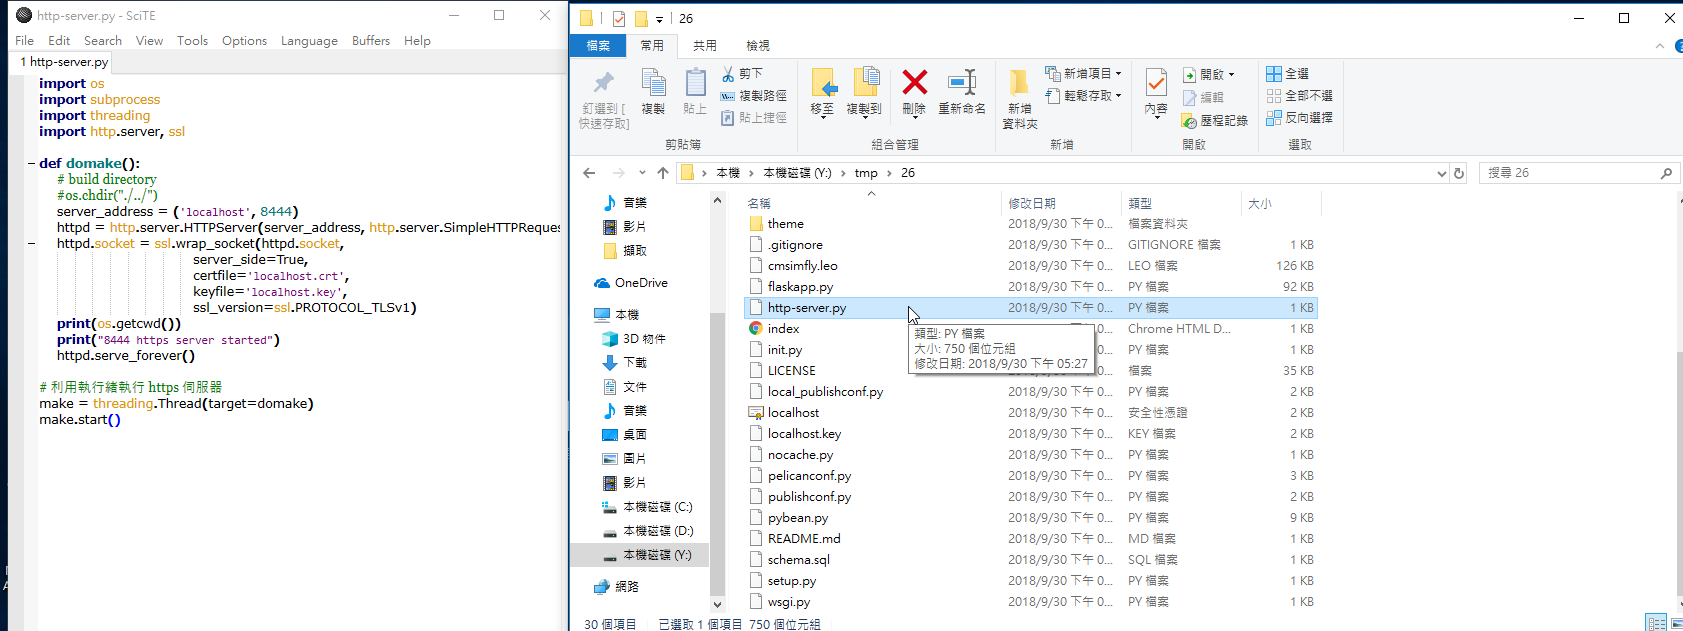 http-server.py - SciTE
File Edit Search View Tools Options Language Buffers Help
1 http-server.py
import os
import subprocess
import threading
import http.server, ssl
def domake():
# build directory
#os.chdir("./../")
server_address = ('localhost', 8444)
httpd = http.server.HTTPServer(server_address, http.server.SimpleHTTPReques
httpd.socket = ssl.wrap_socket(httpd.socket,
server_side=True,
certfile='localhost.crt',
keyfile='localhost.key',
ssl_version=ssl.PROTOCOL_TLSv1)
print(os.getcwd())
print("8444 https server started")
httpd.serve_forever()
# 利用執行緒執行 https 伺服器
make = threading.Thread(target=domake)
make.start()
26
檔案 常用 共用 檢視
釘選到 [
快速存取]
複製
貼上
剪下
複製路徑
貼上捷徑
剪貼簿
移至
複製到
刪除
重新命名
組合管理
新增
資料夾
新增項目
輕鬆存取
新增
內容
開啟
編輯
歷程記錄
開啟
全選
全部不選
反向選擇
選取
本機 › 本機磁碟 (Y:) › tmp › 26
搜尋 26
音樂
影片
擷取
OneDrive
本機
3D 物件
下載
文件
音樂
桌面
圖片
影片
本機磁碟 (C:)
本機磁碟 (D:)
本機磁碟 (Y:)
網路
名稱 修改日期 類型 大小
theme 2018/9/30 下午 0... 檔案資料夾
.gitignore 2018/9/30 下午 0... GITIGNORE 檔案 1 KB
cmsimfly.leo 2018/9/30 下午 0... LEO 檔案 126 KB
flaskapp.py 2018/9/30 下午 0... PY 檔案 92 KB
http-server.py 2018/9/30 下午 0... PY 檔案 1 KB
index Chrome HTML D... 1 KB
init.py PY 檔案 1 KB
LICENSE 檔案 35 KB
類型: PY 檔案
大小: 750 個位元組
修改日期: 2018/9/30 下午 05:27
local_publishconf.py 2018/9/30 下午 0... PY 檔案 2 KB
localhost 2018/9/30 下午 0... 安全性憑證 2 KB
localhost.key 2018/9/30 下午 0... KEY 檔案 2 KB
nocache.py 2018/9/30 下午 0... PY 檔案 1 KB
pelicanconf.py 2018/9/30 下午 0... PY 檔案 3 KB
publishconf.py 2018/9/30 下午 0... PY 檔案 2 KB
pybean.py 2018/9/30 下午 0... PY 檔案 9 KB
README.md 2018/9/30 下午 0... MD 檔案 1 KB
schema.sql 2018/9/30 下午 0... SQL 檔案 1 KB
setup.py 2018/9/30 下午 0... PY 檔案 1 KB
wsgi.py 2018/9/30 下午 0... PY 檔案 1 KB
30 個項目 已選取 1 個項目 750 個位元組